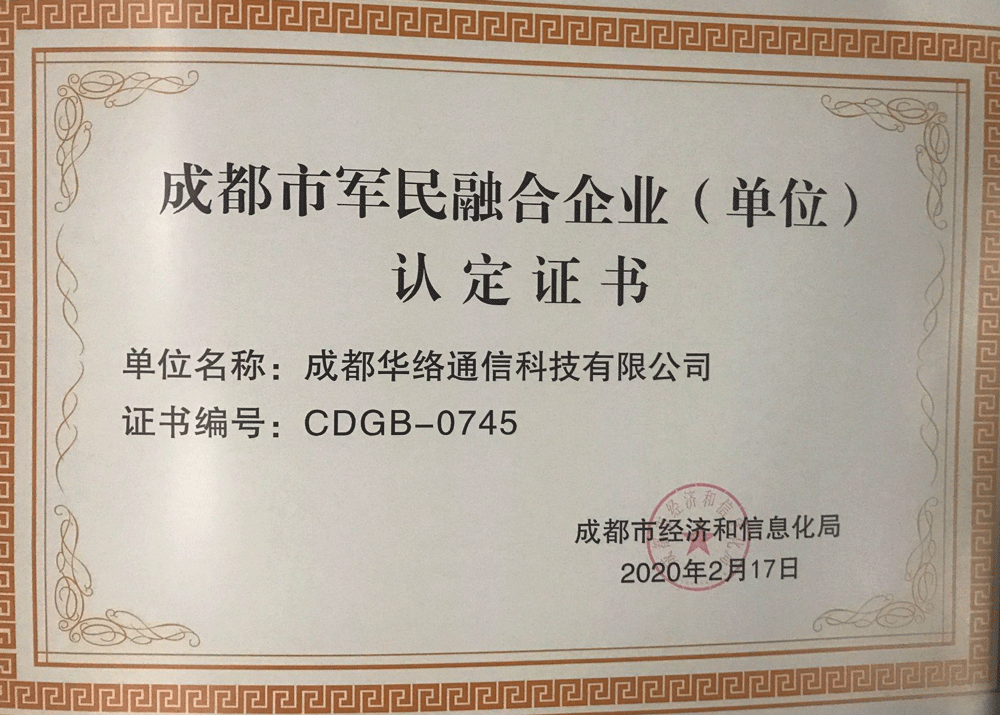 成都市军民融合企业（单位）
认定证书
单位名称：成都华络通信科技有限公司
证书编号：CDGB-0745
成都市经济和信息化局
2020年2月17日